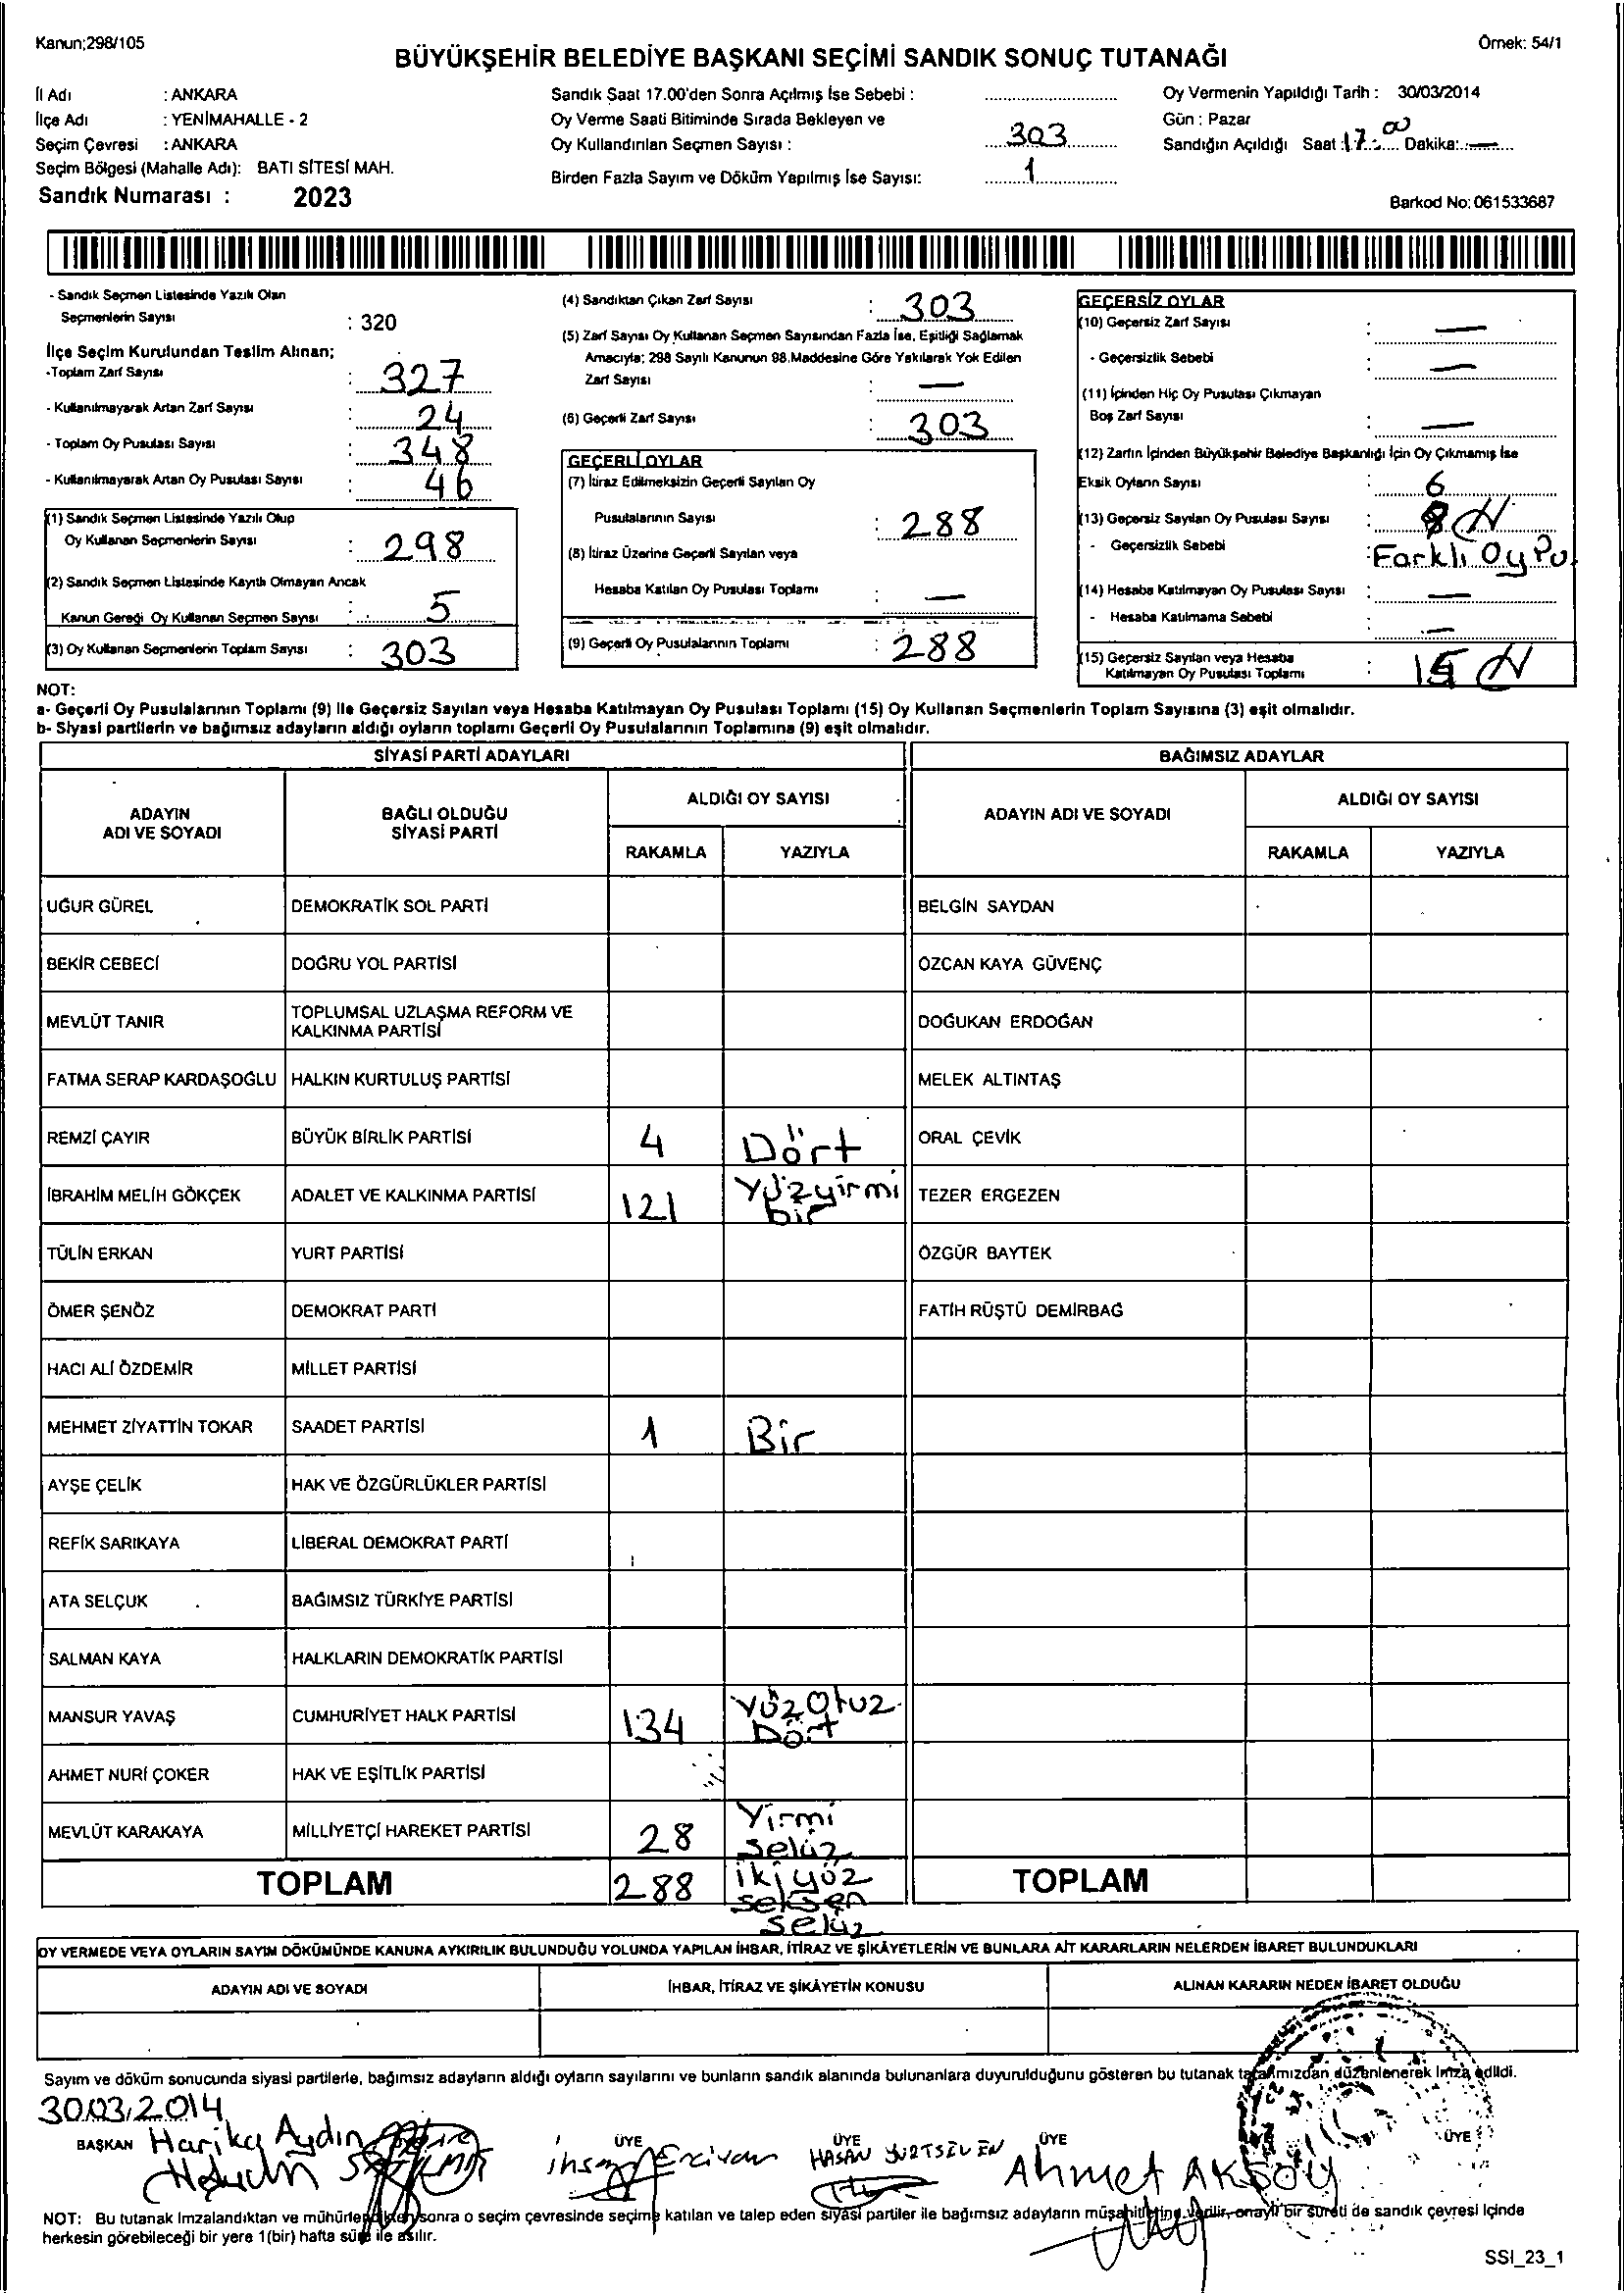 Kanun;298/105
Örnek: 54/1
BÜYÜKŞEHİR BELEDİYE BAŞKANI SEÇİMİ SANDIK SONUÇ TUTANAĞI
İl Adı : ANKARA
İlçe Adı : YENİMAHALLE - 2
Seçim Çevresi : ANKARA
Seçim Bölgesi (Mahalle Adı): BATI SİTESİ MAH.
Sandık Numarası : 2023
Sandık Saat 17.00'den Sonra Açılmış İse Sebebi :
Oy Verme Saati Bitiminde Sırada Bekleyen ve
Oy Kullandırılan Seçmen Sayısı : 303
Birden Fazla Sayım ve Döküm Yapılmış İse Sayısı: 1
Oy Vermenin Yapıldığı Tarih : 30/03/2014
Gün : Pazar
Sandığın Açıldığı Saat : 17.00 Dakika: —
Barkod No: 061533687
- Sandık Seçmen Listesinde Yazılı Olan
Seçmenlerin Sayısı : 320
İlçe Seçim Kurulundan Teslim Alınan;
-Toplam Zarf Sayısı : 327
- Kullanılmayarak Artan Zarf Sayısı : 24
- Toplam Oy Pusulası Sayısı : 348
- Kullanılmayarak Artan Oy Pusulası Sayısı : 46
(1) Sandık Seçmen Listesinde Yazılı Olup
Oy Kullanan Seçmenlerin Sayısı : 298
(2) Sandık Seçmen Listesinde Kayıtlı Olmayan Ancak
Kanun Gereği Oy Kullanan Seçmen Sayısı : 5
(3) Oy Kullanan Seçmenlerin Toplam Sayısı : 303
(4) Sandıktan Çıkan Zarf Sayısı : 303
(5) Zarf Sayısı Oy Kullanan Seçmen Sayısından Fazla İse, Eşitliği Sağlamak
Amacıyla; 298 Sayılı Kanunun 98.Maddesine Göre Yakılarak Yok Edilen
Zarf Sayısı : —
(6) Geçerli Zarf Sayısı : 303
GEÇERLİ OYLAR
(7) İtiraz Edilmeksizin Geçerli Sayılan Oy
Pusulalarının Sayısı : 288
(8) İtiraz Üzerine Geçerli Sayılan veya
Hesaba Katılan Oy Pusulası Toplamı : —
(9) Geçerli Oy Pusulalarının Toplamı : 288
GEÇERSİZ OYLAR
(10) Geçersiz Zarf Sayısı : —
- Geçersizlik Sebebi : —
(11) İçinden Hiç Oy Pusulası Çıkmayan
Boş Zarf Sayısı : —
(12) Zarfın İçinden Büyükşehir Belediye Başkanlığı İçin Oy Çıkmamış İse
Eksik Oyların Sayısı : 6
(13) Geçersiz Sayılan Oy Pusulası Sayısı :
- Geçersizlik Sebebi : Farklı Oy Pu.
(14) Hesaba Katılmayan Oy Pusulası Sayısı : —
- Hesaba Katılmama Sebebi : —
(15) Geçersiz Sayılan veya Hesaba
Katılmayan Oy Pusulası Toplamı : 15
NOT:
a- Geçerli Oy Pusulalarının Toplamı (9) ile Geçersiz Sayılan veya Hesaba Katılmayan Oy Pusulası Toplamı (15) Oy Kullanan Seçmenlerin Toplam Sayısına (3) eşit olmalıdır.
b- Siyasi partilerin ve bağımsız adayların aldığı oyların toplamı Geçerli Oy Pusulalarının Toplamına (9) eşit olmalıdır.
SİYASİ PARTİ ADAYLARI BAĞIMSIZ ADAYLAR
ADAYIN ADI VE SOYADI BAĞLI OLDUĞU SİYASİ PARTİ ALDIĞI OY SAYISI ADAYIN ADI VE SOYADI ALDIĞI OY SAYISI
RAKAMLA YAZIYLA RAKAMLA YAZIYLA
UĞUR GÜREL DEMOKRATİK SOL PARTİ BELGİN SAYDAN
BEKİR CEBECİ DOĞRU YOL PARTİSİ ÖZCAN KAYA GÜVENÇ
MEVLÜT TANIR TOPLUMSAL UZLAŞMA REFORM VE KALKINMA PARTİSİ DOĞUKAN ERDOĞAN
FATMA SERAP KARDAŞOĞLU HALKIN KURTULUŞ PARTİSİ MELEK ALTINTAŞ
REMZİ ÇAYIR BÜYÜK BİRLİK PARTİSİ 4 Dört ORAL ÇEVİK
İBRAHİM MELİH GÖKÇEK ADALET VE KALKINMA PARTİSİ 121 Yüzyirmi bir TEZER ERGEZEN
TÜLİN ERKAN YURT PARTİSİ ÖZGÜR BAYTEK
ÖMER ŞENÖZ DEMOKRAT PARTİ FATİH RÜŞTÜ DEMİRBAĞ
HACI ALİ ÖZDEMİR MİLLET PARTİSİ
MEHMET ZİYATTİN TOKAR SAADET PARTİSİ 1 Bir
AYŞE ÇELİK HAK VE ÖZGÜRLÜKLER PARTİSİ
REFİK SARIKAYA LİBERAL DEMOKRAT PARTİ
ATA SELÇUK BAĞIMSIZ TÜRKİYE PARTİSİ
SALMAN KAYA HALKLARIN DEMOKRATİK PARTİSİ
MANSUR YAVAŞ CUMHURİYET HALK PARTİSİ 134 Yüz Otuz Dört
AHMET NURİ ÇOKER HAK VE EŞİTLİK PARTİSİ
MEVLÜT KARAKAYA MİLLİYETÇİ HAREKET PARTİSİ 28 Yirmi Selüz
TOPLAM 288 iki yüz seksen selüz TOPLAM
OY VERMEDE VEYA OYLARIN SAYIM DÖKÜMÜNDE KANUNA AYKIRILIK BULUNDUĞU YOLUNDA YAPILAN İHBAR, İTİRAZ VE ŞİKÂYETLERİN VE BUNLARA AİT KARARLARIN NELERDEN İBARET BULUNDUKLARI
ADAYIN ADI VE SOYADI İHBAR, İTİRAZ VE ŞİKÂYETİN KONUSU ALINAN KARARIN NEDEN İBARET OLDUĞU
Sayım ve döküm sonucunda siyasi partilerle, bağımsız adayların aldığı oyların sayılarını ve bunların sandık alanında bulunanlara duyurulduğunu gösteren bu tutanak tarafımızdan düzenlenerek imza edildi.
30.03.2014
BAŞKAN Harika Aydın ÜYE ÜYE HASAN YURTSEVEN ÜYE Ahmet AKSOY ÜYE
NOT: Bu tutanak imzalandıktan ve mühürlendikten sonra o seçim çevresinde seçime katılan ve talep eden siyasi partiler ile bağımsız adayların müşahitlerine verilir, onaylı bir sureti de sandık çevresi içinde
herkesin görebileceği bir yere 1(bir) hafta süre ile asılır.
SSI_23_1